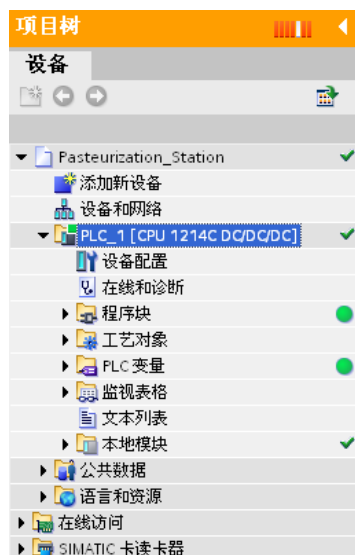 项目树
设备
Pasteurization_Station
添加新设备
设备和网络
PLC_1 [CPU 1214C DC/DC/DC]
设备配置
在线和诊断
程序块
工艺对象
PLC 变量
监视表格
文本列表
本地模块
公共数据
语言和资源
在线访问
SIMATIC 卡读卡器